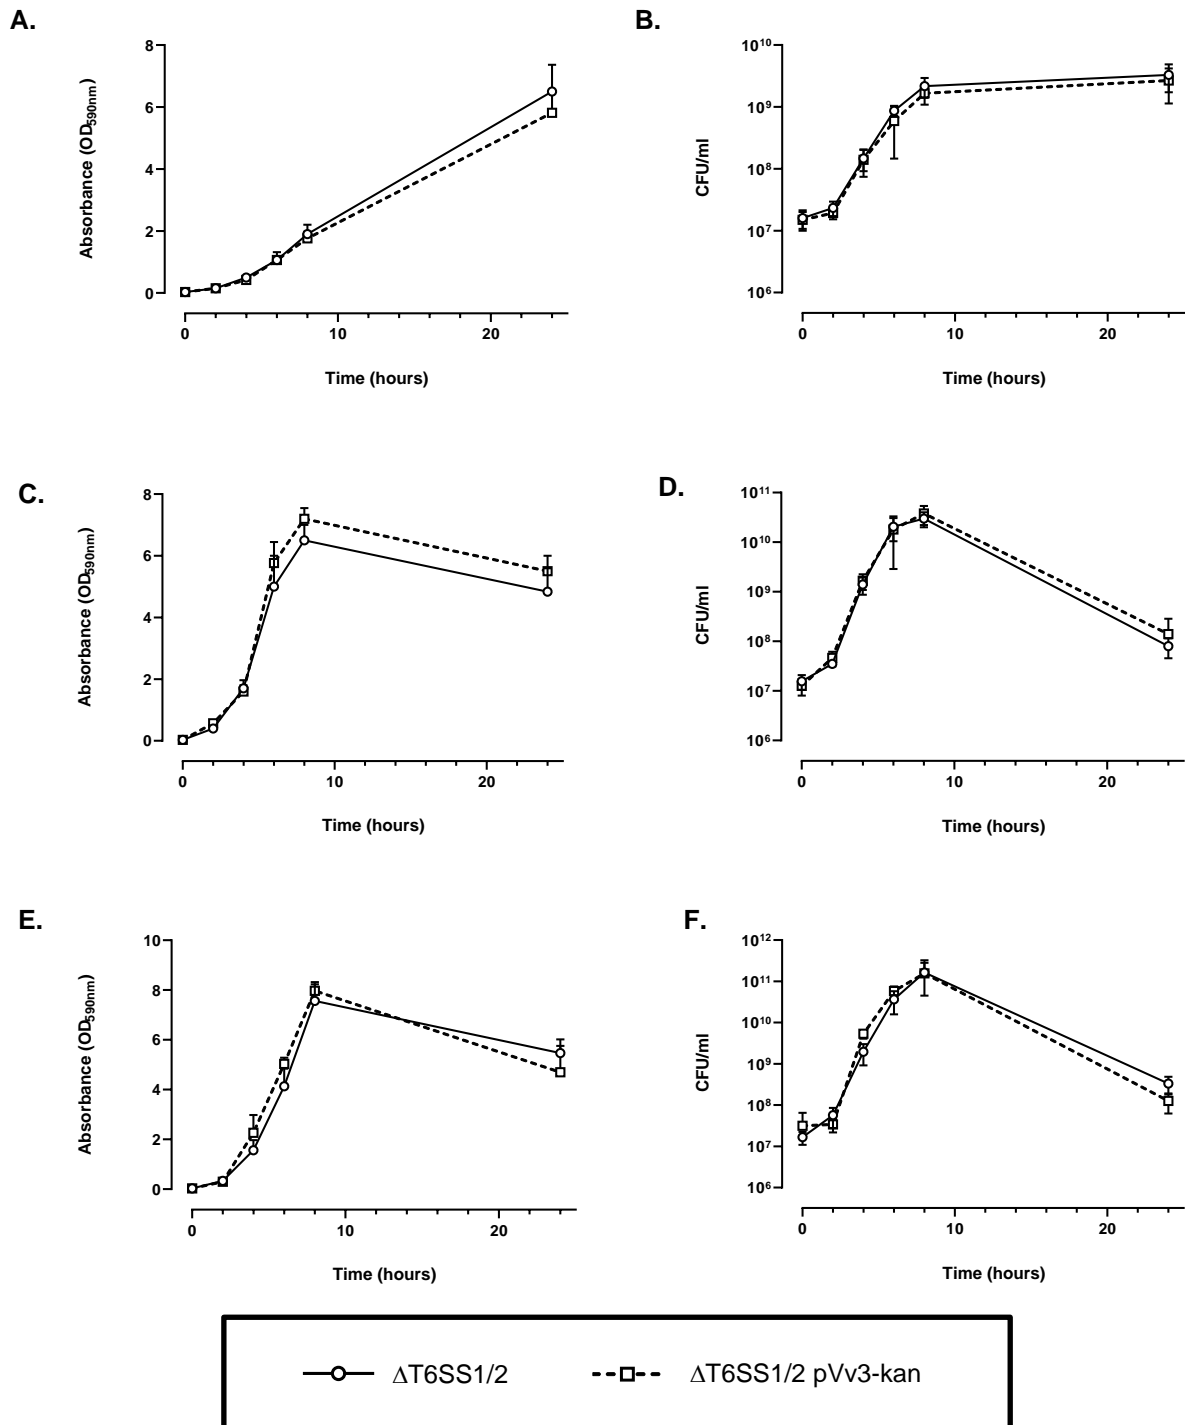 A.
Absorbance (OD590nm)
8
6
4
2
0
0 10 20
Time (hours)
B.
CFU/ml
10^10
10^9
10^8
10^7
10^6
0 10 20
Time (hours)
C.
Absorbance (OD590nm)
8
6
4
2
0
0 10 20
Time (hours)
D.
CFU/ml
10^11
10^10
10^9
10^8
10^7
10^6
0 10 20
Time (hours)
E.
Absorbance (OD590nm)
10
8
6
4
2
0
0 10 20
Time (hours)
F.
CFU/ml
10^12
10^11
10^10
10^9
10^8
10^7
10^6
0 10 20
Time (hours)
ΔT6SS1/2 ΔT6SS1/2 pVv3-kan